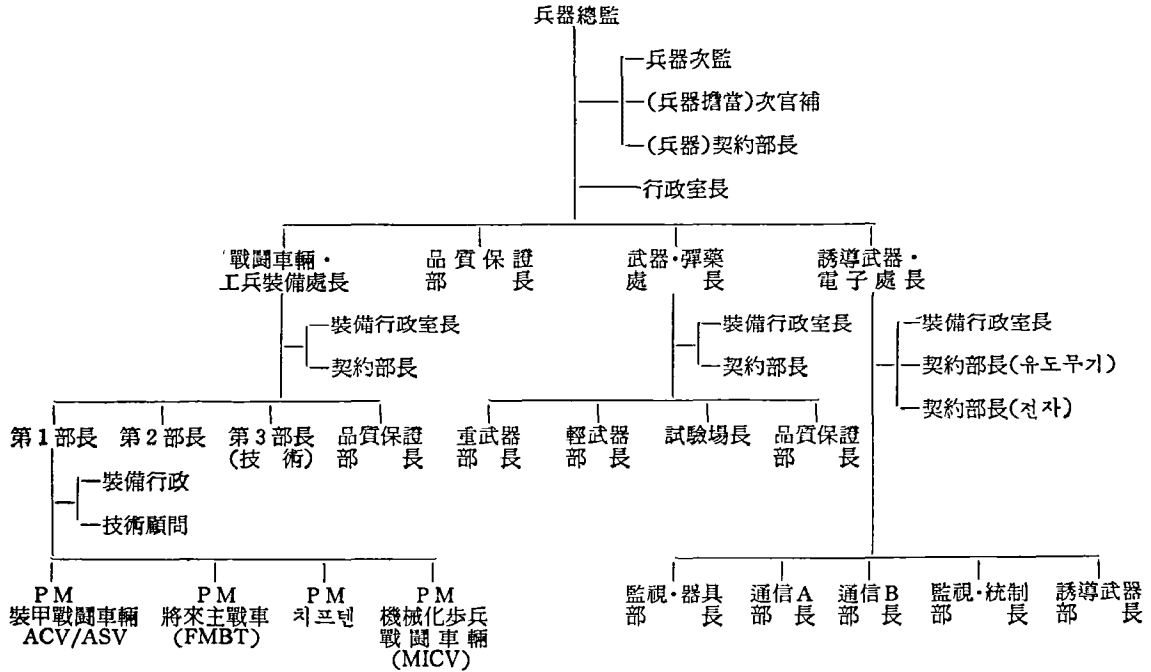 兵器總監
兵器次監
(兵器擔當)次官補
(兵器)契約部長
行政室長
戰鬪車輛·
工兵裝備處長
品質保證
部長
武器·彈藥
處長
誘導武器·
電子處長
裝備行政室長
契約部長
裝備行政室長
契約部長
裝備行政室長
契約部長(유도무기)
契約部長(전자)
第1部長
第2部長
第3部長
(技術)
品質保證
部長
重武器
部長
輕武器
部長
試驗場長
品質保證
部長
裝備行政
技術顧問
PM
裝甲戰鬪車輛
ACV/ASV
PM
將來主戰車
(FMBT)
PM
치프텐
PM
機械化步兵
戰鬪車輛
(MICV)
監視·器具
部長
通信A
部長
通信B
部長
監視·統制
部長
誘導武器
部長